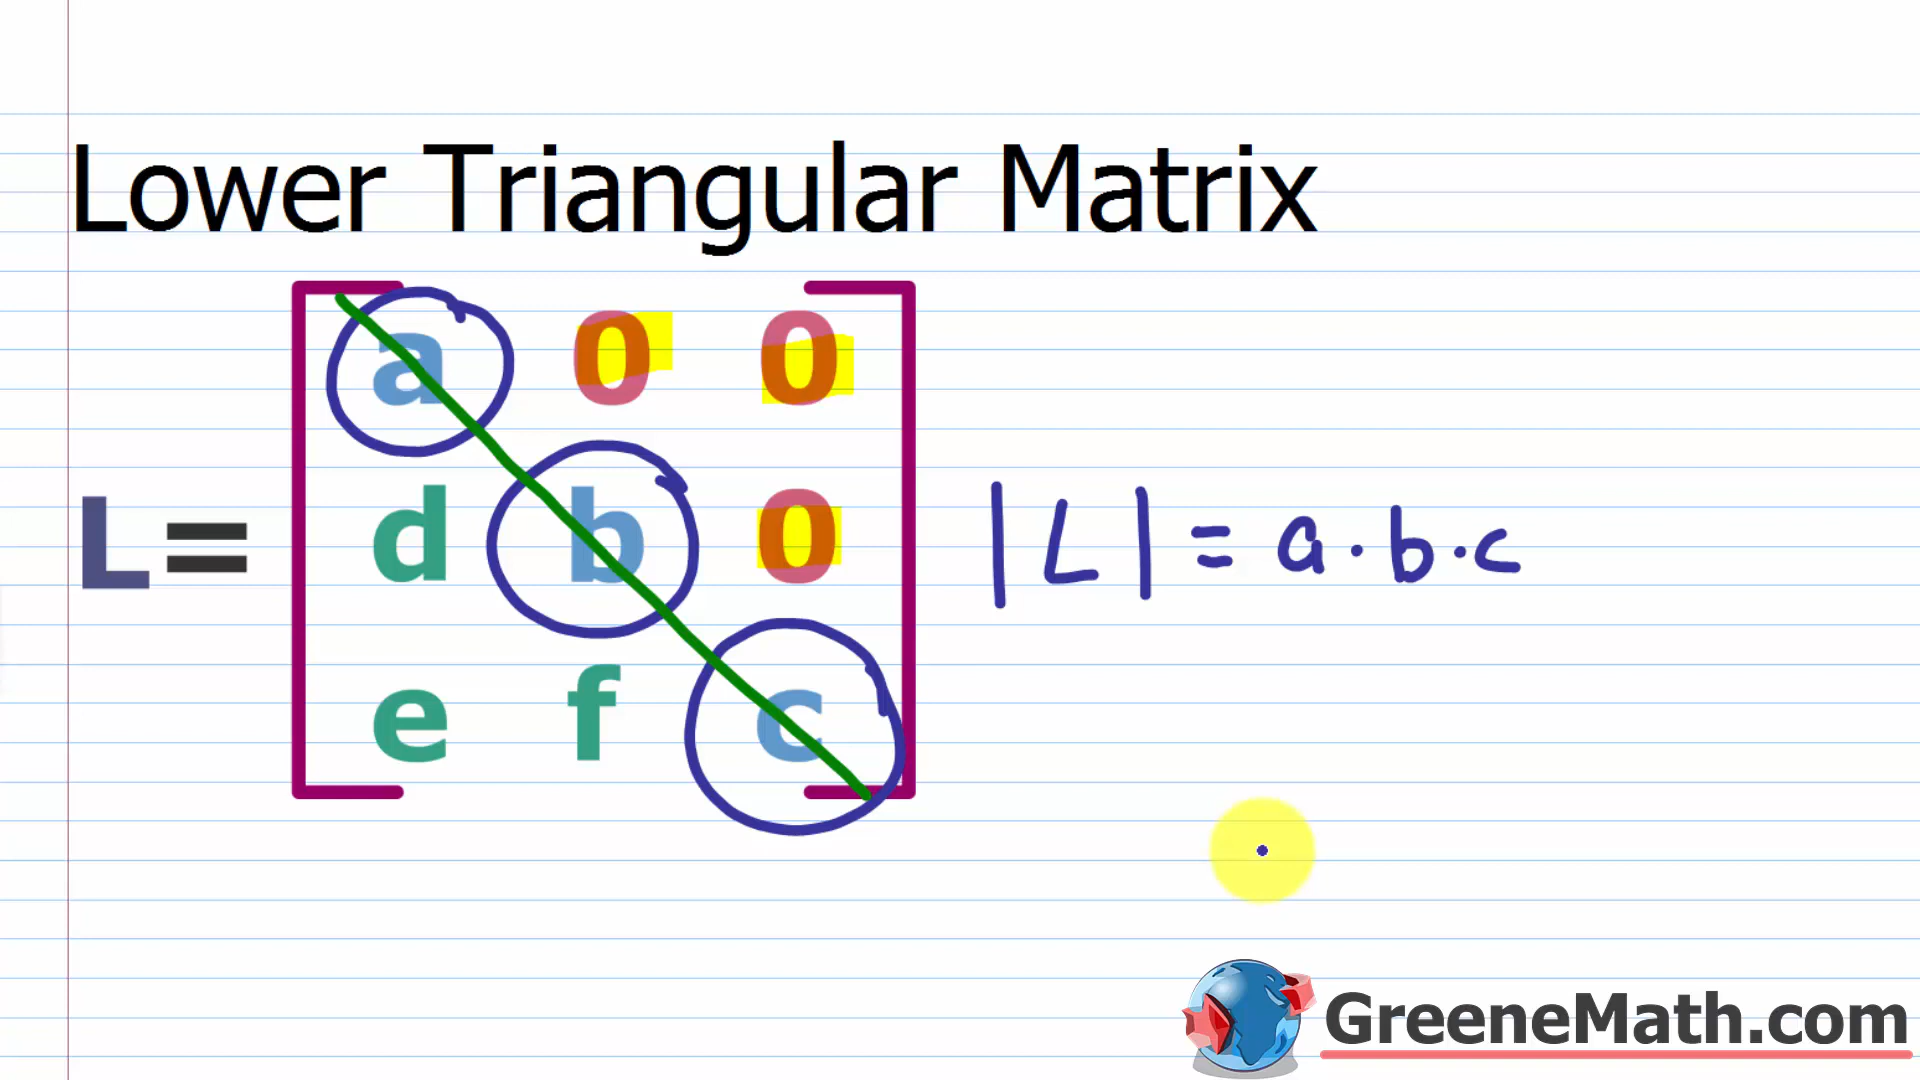 Lower Triangular Matrix
a 0 0
L= d b 0 |L| = a·b·c
e f c
GreeneMath.com